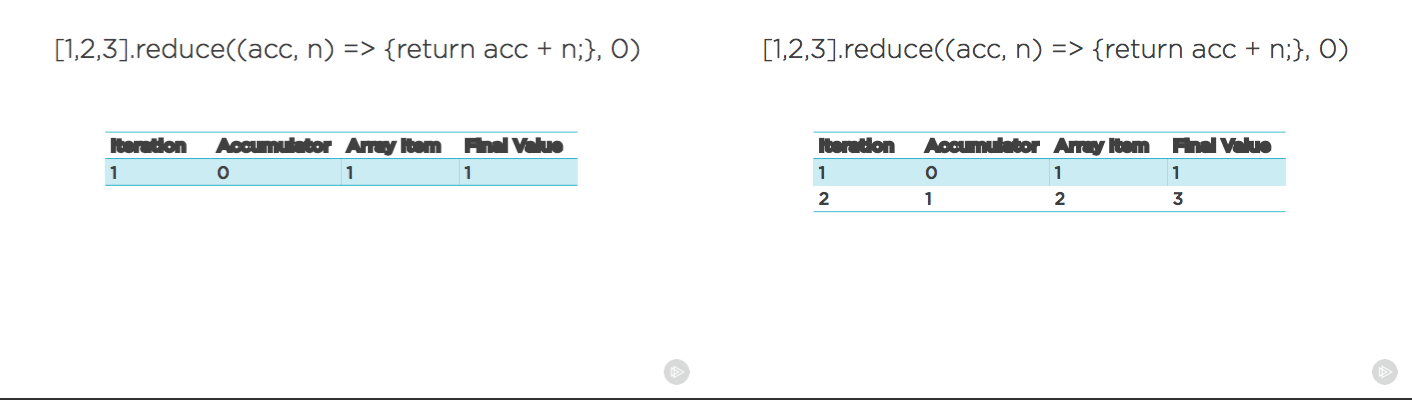 [1,2,3].reduce((acc, n) => {return acc + n;}, 0)
Iteration Accumulator Array Item Final Value
1 0 1 1
[1,2,3].reduce((acc, n) => {return acc + n;}, 0)
Iteration Accumulator Array Item Final Value
1 0 1 1
2 1 2 3